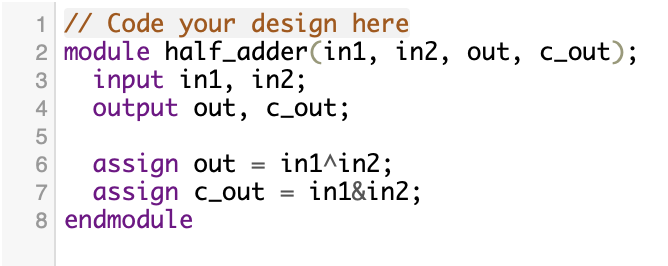 1 // Code your design here
2 module half_adder(in1, in2, out, c_out);
3   input in1, in2;
4   output out, c_out;
5
6   assign out = in1^in2;
7   assign c_out = in1&in2;
8 endmodule